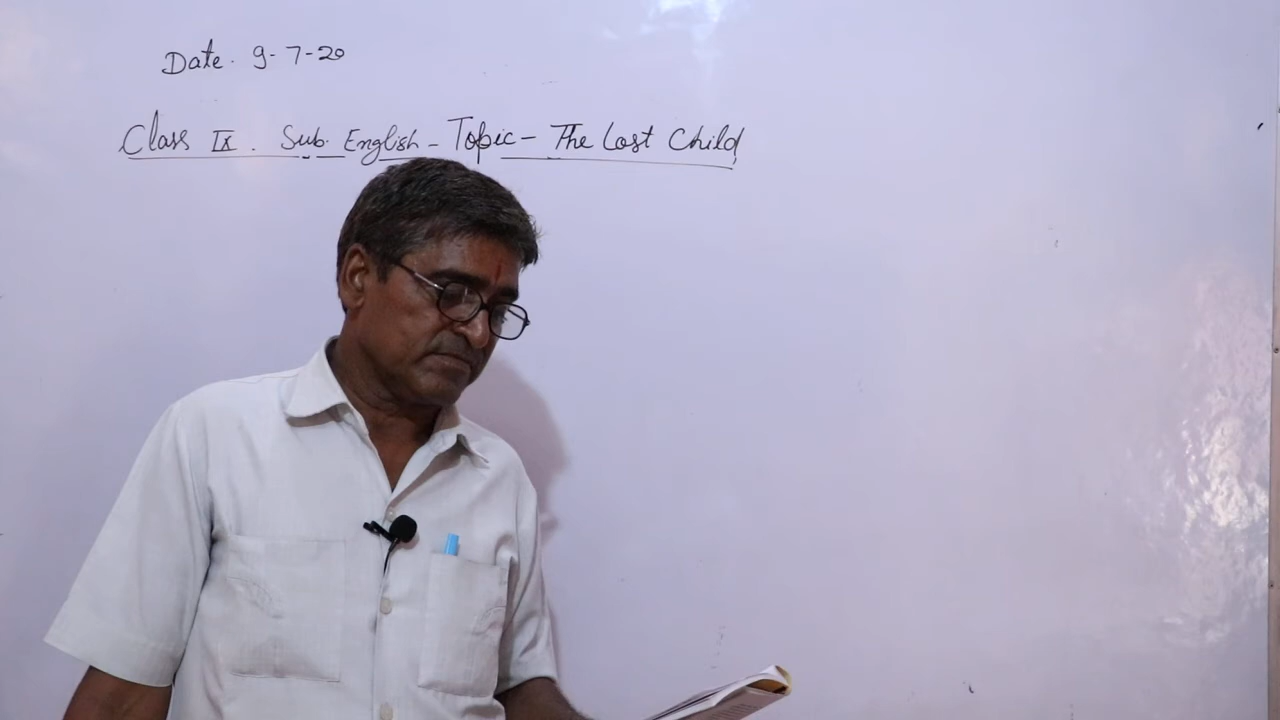 Date. 9-7-20
Class IX. Sub. English - Topic - The Lost Child